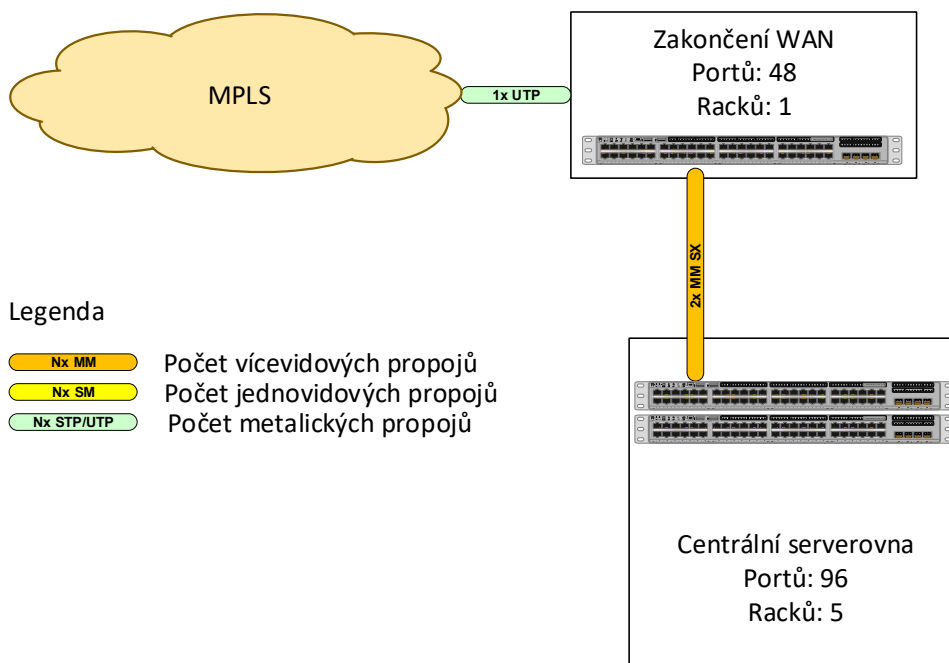 MPLS
1x UTP
Zakončení WAN
Portů: 48
Racků: 1
2x MM SX
Legenda
Nx MM
Počet vícevidových propojů
Nx SM
Počet jednovidových propojů
Nx STP/UTP
Počet metalických propojů
Centrální serverovna
Portů: 96
Racků: 5